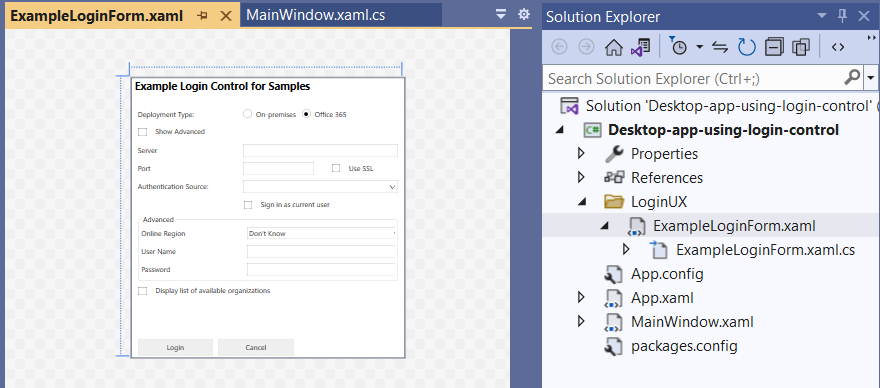 ExampleLoginForm.xaml
MainWindow.xaml.cs
Example Login Control for Samples
Deployment Type: On-premises Office 365
Show Advanced
Server
Port Use SSL
Authentication Source:
Sign in as current user
Advanced
Online Region Don't Know
User Name
Password
Display list of available organizations
Login Cancel
Solution Explorer
Search Solution Explorer (Ctrl+;)
Solution 'Desktop-app-using-login-control' (
C# Desktop-app-using-login-control
Properties
References
LoginUX
ExampleLoginForm.xaml
ExampleLoginForm.xaml.cs
App.config
App.xaml
MainWindow.xaml
packages.config